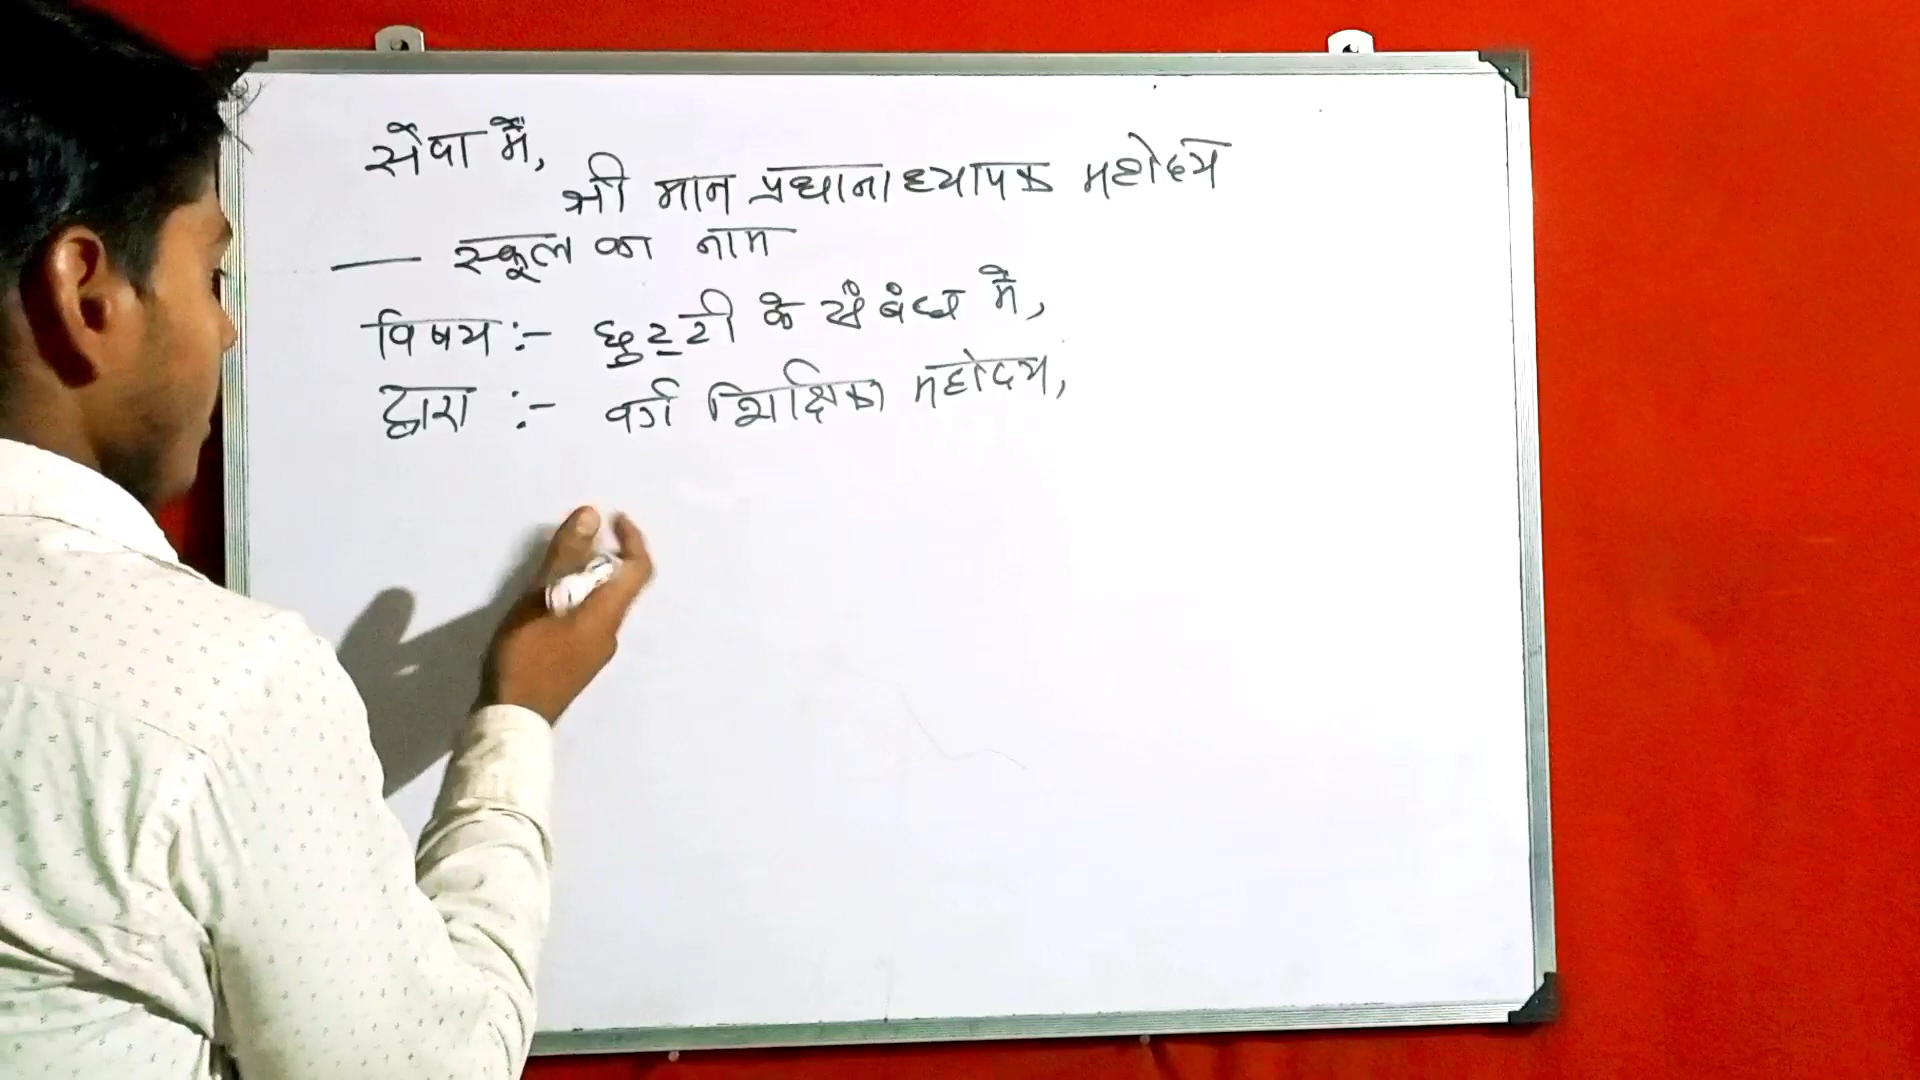 सेवा में,
श्री मान प्रधानाध्यापक महोदय
— स्कूल का नाम
विषय :- छुट्टी के संबंध में,
द्वारा :- वर्ग शिक्षिका महोदय,